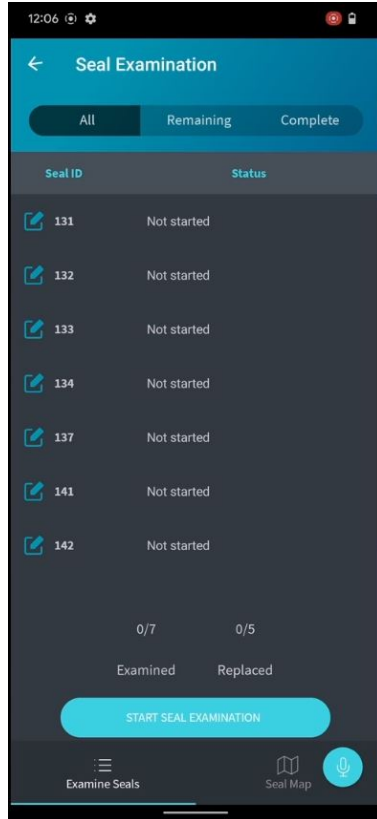 12:06
Seal Examination
All Remaining Complete
Seal ID Status
131 Not started
132 Not started
133 Not started
134 Not started
137 Not started
141 Not started
142 Not started
0/7 0/5
Examined Replaced
START SEAL EXAMINATION
Examine Seals Seal Map